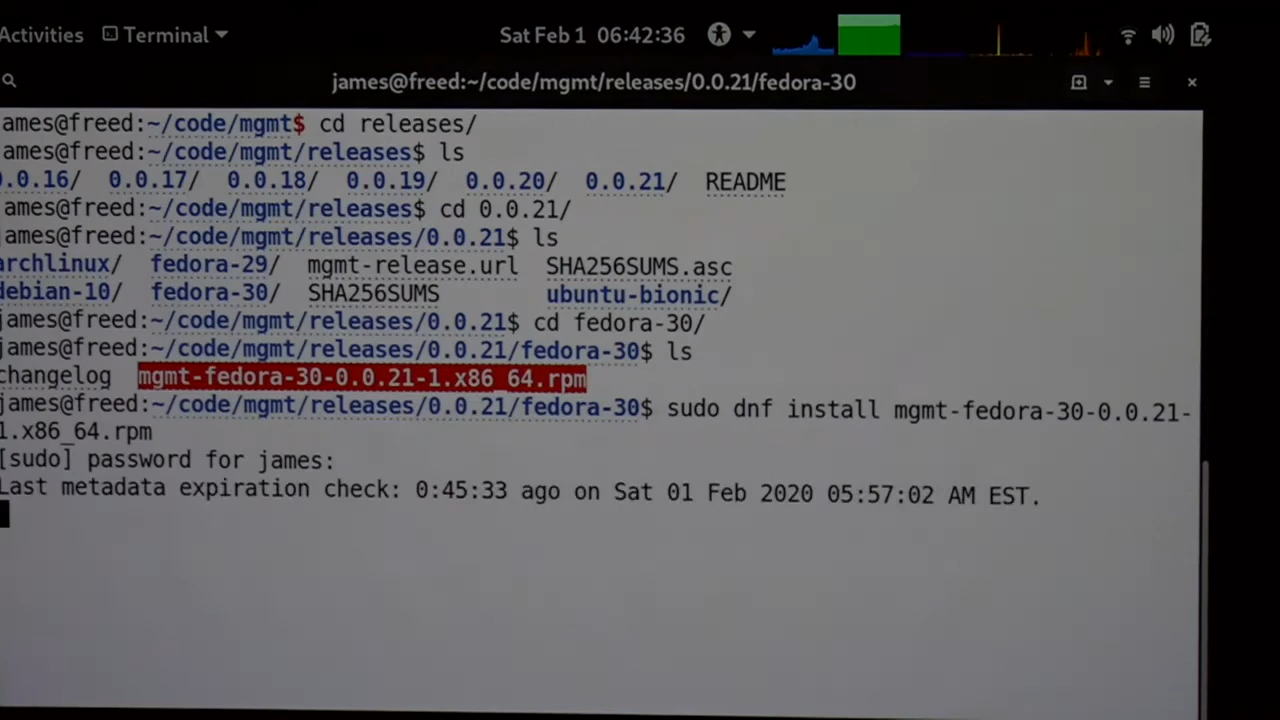 Activities Terminal Sat Feb 1 06:42:36
james@freed:~/code/mgmt/releases/0.0.21/fedora-30
ames@freed:~/code/mgmt$ cd releases/
ames@freed:~/code/mgmt/releases$ ls
0.0.16/ 0.0.17/ 0.0.18/ 0.0.19/ 0.0.20/ 0.0.21/ README
ames@freed:~/code/mgmt/releases$ cd 0.0.21/
ames@freed:~/code/mgmt/releases/0.0.21$ ls
archlinux/ fedora-29/ mgmt-release.url SHA256SUMS.asc
debian-10/ fedora-30/ SHA256SUMS ubuntu-bionic/
james@freed:~/code/mgmt/releases/0.0.21$ cd fedora-30/
james@freed:~/code/mgmt/releases/0.0.21/fedora-30$ ls
changelog mgmt-fedora-30-0.0.21-1.x86_64.rpm
james@freed:~/code/mgmt/releases/0.0.21/fedora-30$ sudo dnf install mgmt-fedora-30-0.0.21-
1.x86_64.rpm
[sudo] password for james:
Last metadata expiration check: 0:45:33 ago on Sat 01 Feb 2020 05:57:02 AM EST.